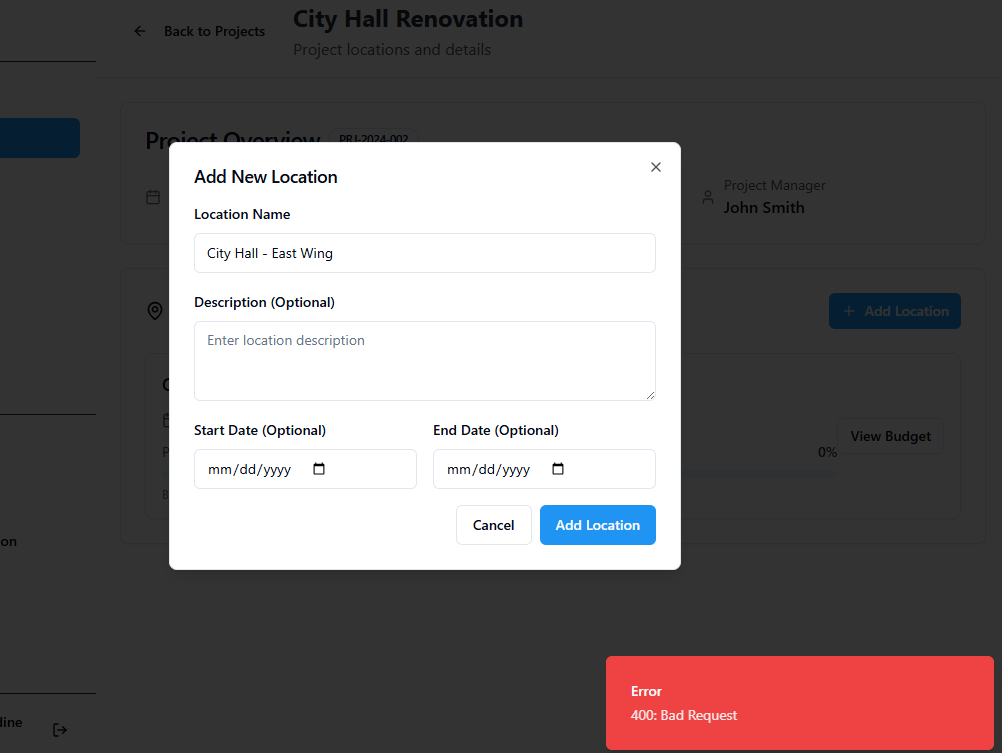 City Hall Renovation
Back to Projects
Project locations and details
Project Overview
PRJ-2024-002
Project Manager
John Smith
Add New Location
Location Name
City Hall - East Wing
Description (Optional)
Enter location description
Add Location
Start Date (Optional)
End Date (Optional)
mm/dd/yyyy
mm/dd/yyyy
View Budget
0%
Cancel
Add Location
on
Error
400: Bad Request
dine